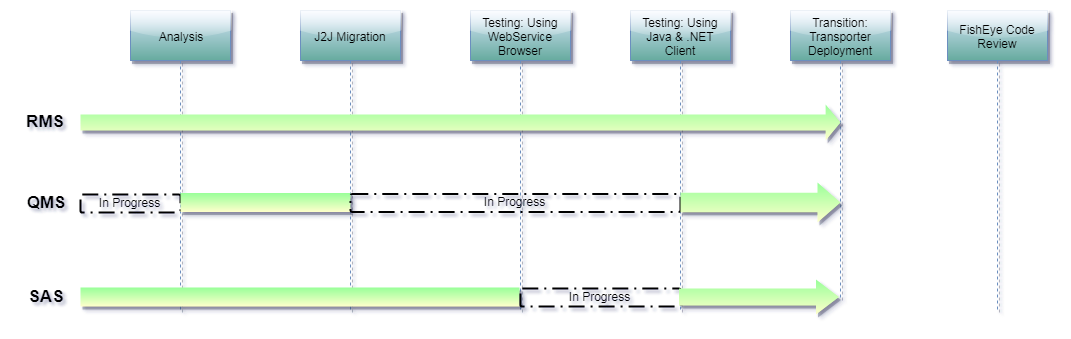 Analysis
J2J Migration
Testing: Using
WebService
Browser
Testing: Using
Java & .NET
Client
Transition:
Transporter
Deployment
FishEye Code
Review
RMS
QMS
In Progress
In Progress
SAS
In Progress